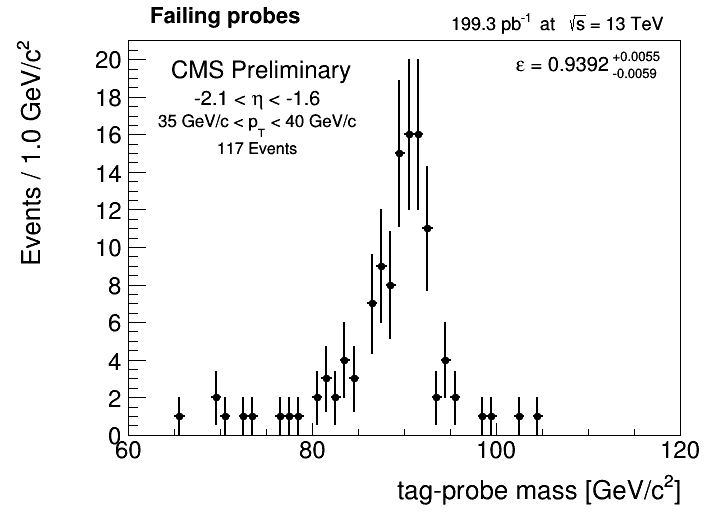 Failing probes
199.3 pb⁻¹ at √s = 13 TeV
CMS Preliminary
ε = 0.9392 +0.0055 -0.0059
-2.1 < η < -1.6
35 GeV/c < p_T < 40 GeV/c
117 Events
Events / 1.0 GeV/c²
20
18
16
14
12
10
8
6
4
2
0
60 80 100 120
tag-probe mass [GeV/c²]